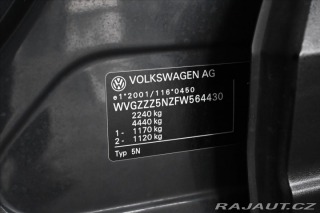 VOLKSWAGEN AG
e1*2001/116*0450
WVGZZZ5NZFW564430
2240 kg
4440 kg
1- 1170 kg
2- 1120 kg
Typ 5N
RAJAUT.CZ